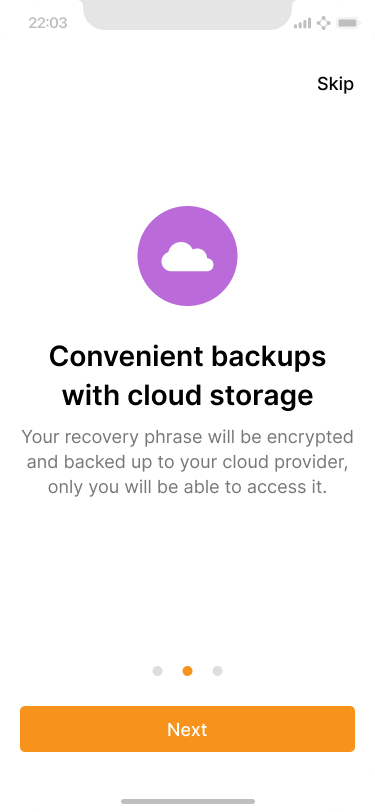 22:03
Skip
Convenient backups
with cloud storage
Your recovery phrase will be encrypted
and backed up to your cloud provider,
only you will be able to access it.
Next